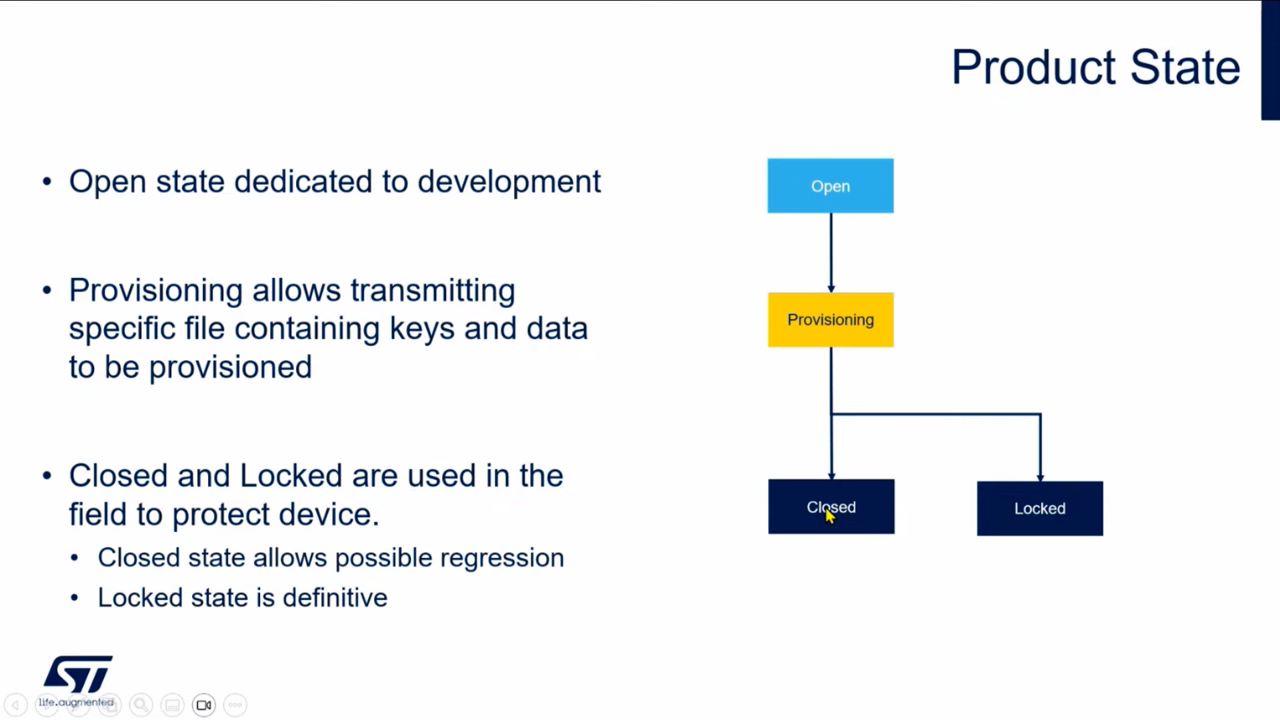 Product State
• Open state dedicated to development
• Provisioning allows transmitting
specific file containing keys and data
to be provisioned
• Closed and Locked are used in the
field to protect device.
• Closed state allows possible regression
• Locked state is definitive
Open
Provisioning
Closed
Locked
ST
life.augmented